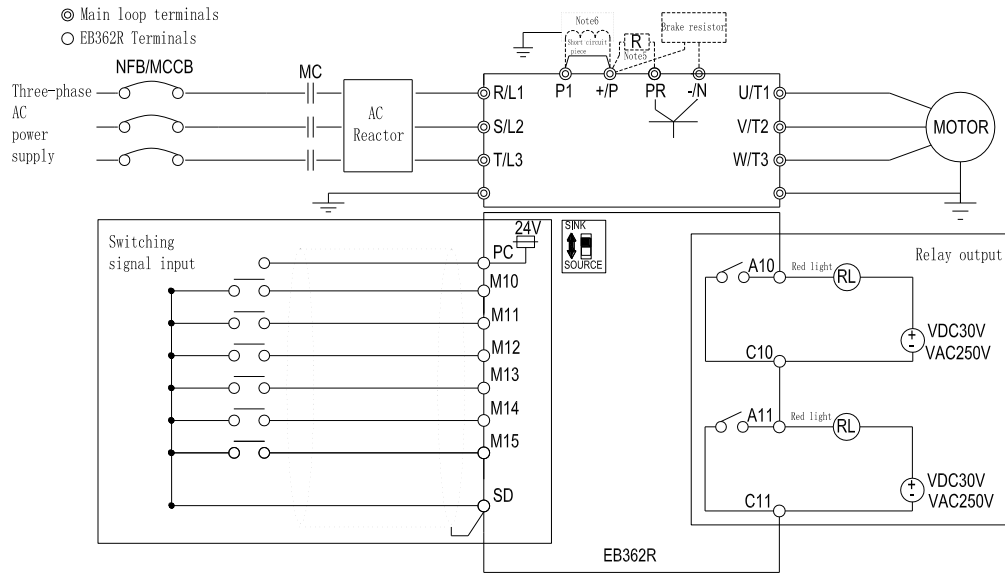 Main loop terminals
EB362R Terminals
NFB/MCCB
MC
Three-phase
AC
power
supply
AC
Reactor
Note6
Short circuit
piece
R
Note5
Brake resistor
P1
+/P
PR
-/N
R/L1
S/L2
T/L3
U/T1
V/T2
W/T3
MOTOR
Switching
signal input
24V
SINK
SOURCE
PC
M10
M11
M12
M13
M14
M15
SD
Relay output
A10
Red light
RL
VDC30V
VAC250V
C10
A11
Red light
RL
VDC30V
VAC250V
C11
EB362R